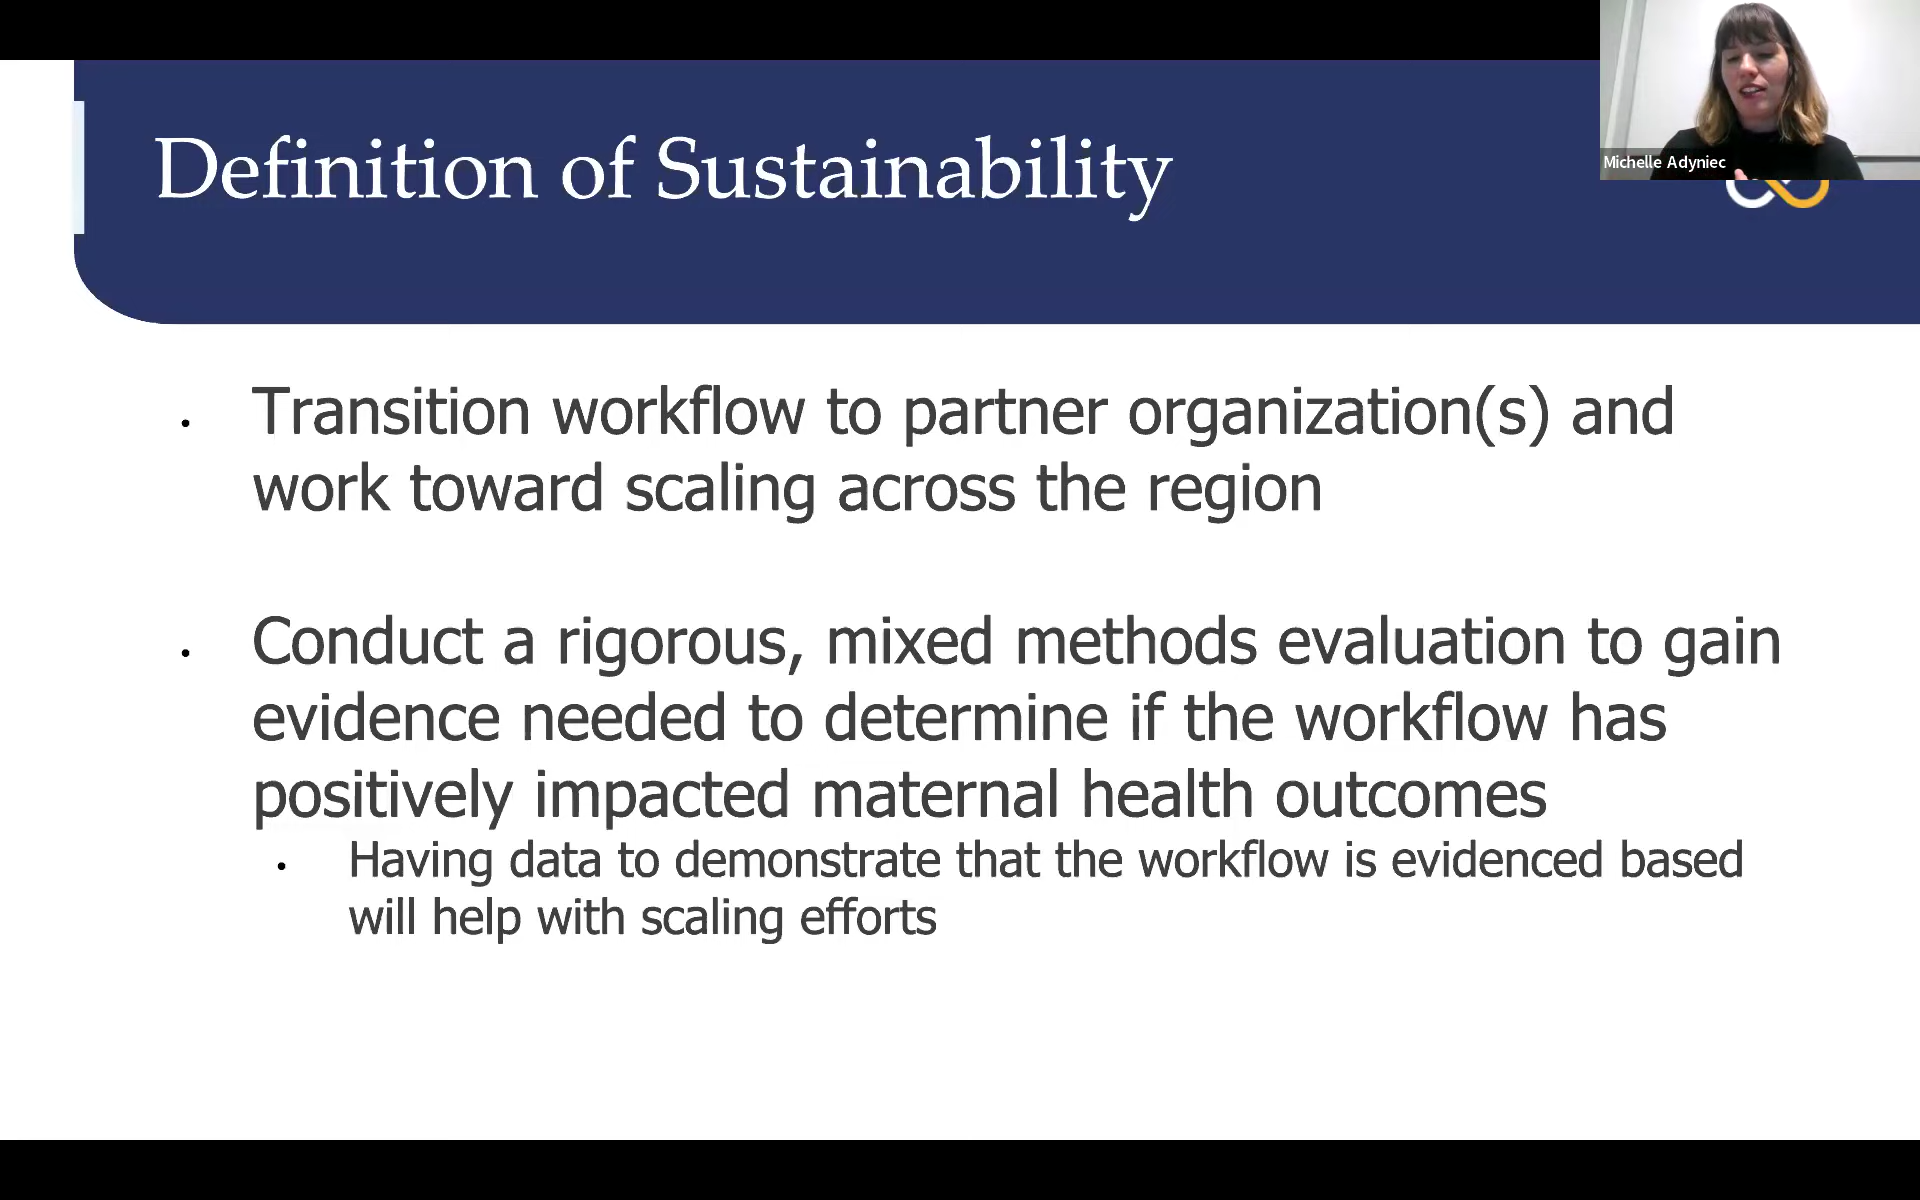 Definition of Sustainability
Michelle Adyniec
• Transition workflow to partner organization(s) and
work toward scaling across the region
• Conduct a rigorous, mixed methods evaluation to gain
evidence needed to determine if the workflow has
positively impacted maternal health outcomes
• Having data to demonstrate that the workflow is evidenced based
will help with scaling efforts